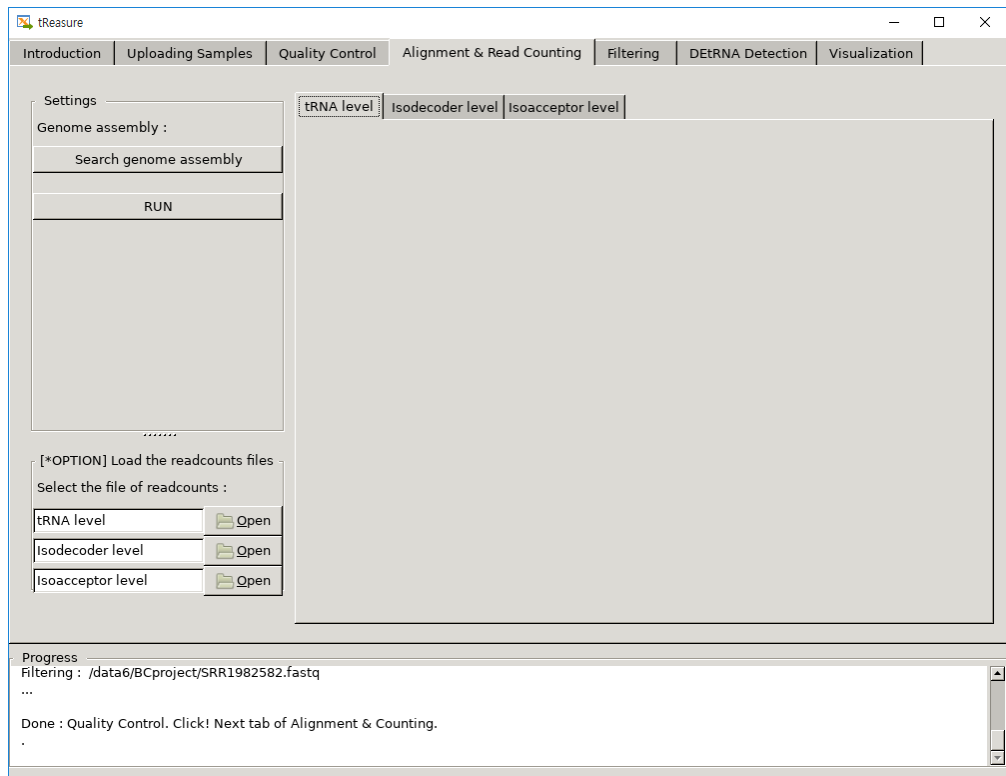 tReasure
Introduction Uploading Samples Quality Control Alignment & Read Counting Filtering DEtRNA Detection Visualization
Settings
Genome assembly :
Search genome assembly
RUN
[*OPTION] Load the readcounts files
Select the file of readcounts :
tRNA level Open
Isodecoder level Open
Isoacceptor level Open
tRNA level Isodecoder level Isoacceptor level
Progress
Filtering : /data6/BCproject/SRR1982582.fastq
...
Done : Quality Control. Click! Next tab of Alignment & Counting.
.